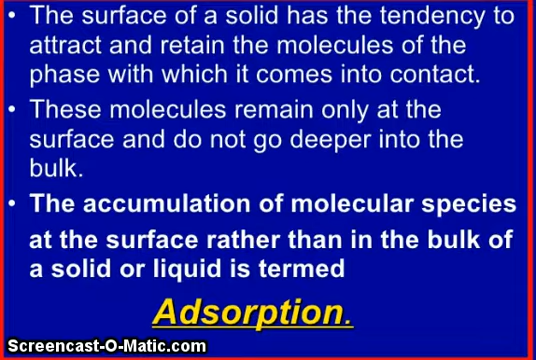 • The surface of a solid has the tendency to
attract and retain the molecules of the
phase with which it comes into contact.
• These molecules remain only at the
surface and do not go deeper into the
bulk.
• The accumulation of molecular species
at the surface rather than in the bulk of
a solid or liquid is termed
Adsorption.
Screencast-O-Matic.com